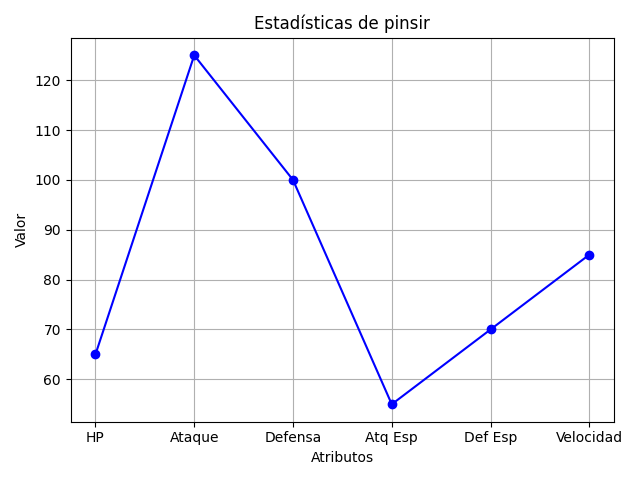 Estadísticas de pinsir
Valor
120
110
100
90
80
70
60
HP Ataque Defensa Atq Esp Def Esp Velocidad
Atributos